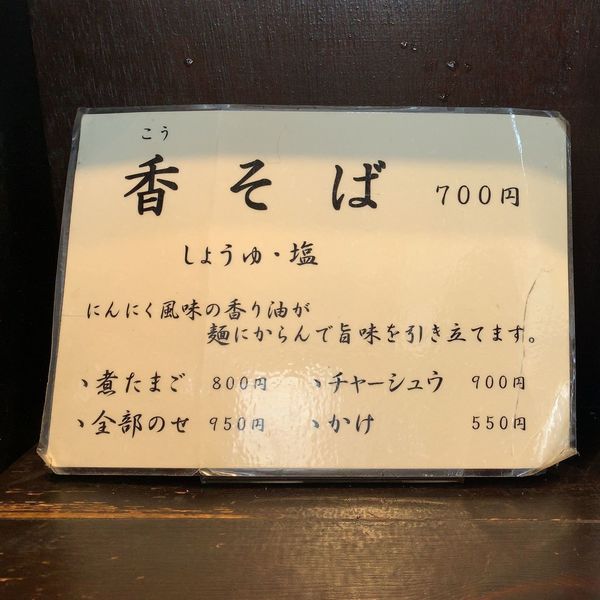 こう
香そば 700円
しょうゆ・塩
にんにく風味の香り油が
麺にからんで旨味を引き立てます。
、煮たまご 800円 、チャーシュウ 900円
、全部のせ 950円 、かけ 550円